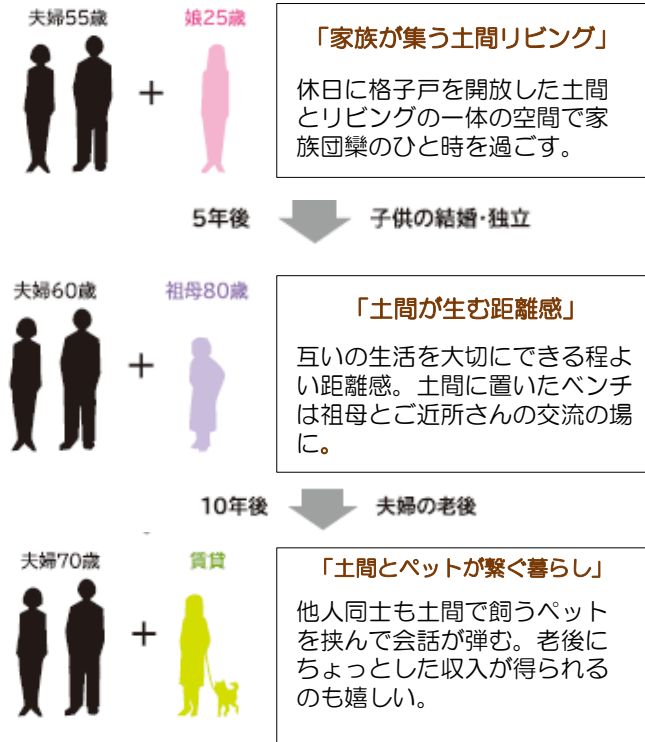 夫婦55歳
娘25歳
「家族が集う土間リビング」
休日に格子戸を開放した土間
とリビングの一体の空間で家
族団欒のひと時を過ごす。
5年後
子供の結婚・独立
夫婦60歳
祖母80歳
「土間が生む距離感」
互いの生活を大切にできる程よ
い距離感。土間に置いたベンチ
は祖母とご近所さんの交流の場
に。
10年後
夫婦の老後
夫婦70歳
賃貸
「土間とペットが繋ぐ暮らし」
他人同士も土間で飼うペット
を挟んで会話が弾む。老後に
ちょっとした収入が得られる
のも嬉しい。